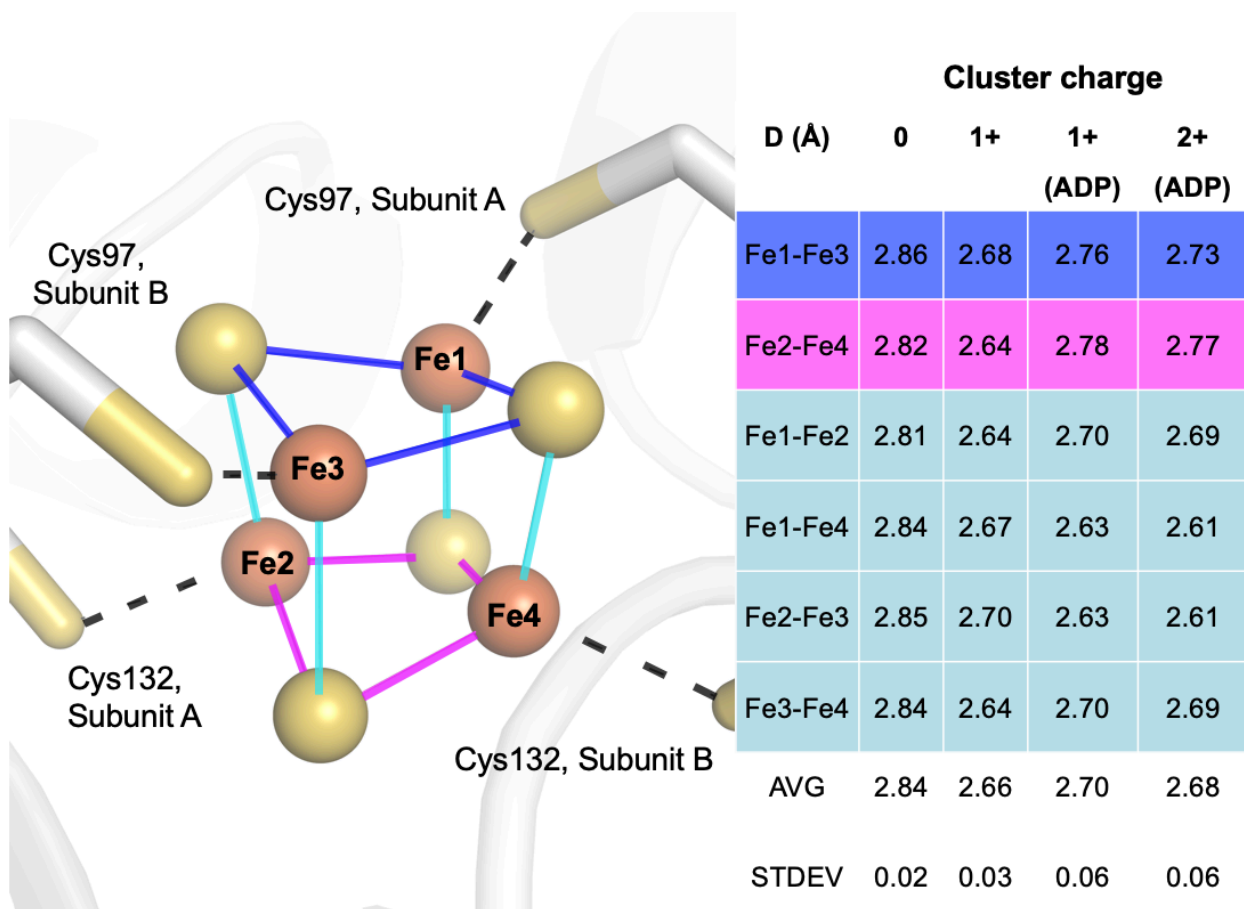 Cys97, Subunit A
Cys97,
Subunit B
Fe1
Fe3
Fe2
Fe4
Cys132,
Subunit A
Cys132, Subunit B
Cluster charge
D (Å) 0 1+ 1+ 2+
(ADP) (ADP)
Fe1-Fe3 2.86 2.68 2.76 2.73
Fe2-Fe4 2.82 2.64 2.78 2.77
Fe1-Fe2 2.81 2.64 2.70 2.69
Fe1-Fe4 2.84 2.67 2.63 2.61
Fe2-Fe3 2.85 2.70 2.63 2.61
Fe3-Fe4 2.84 2.64 2.70 2.69
AVG 2.84 2.66 2.70 2.68
STDEV 0.02 0.03 0.06 0.06